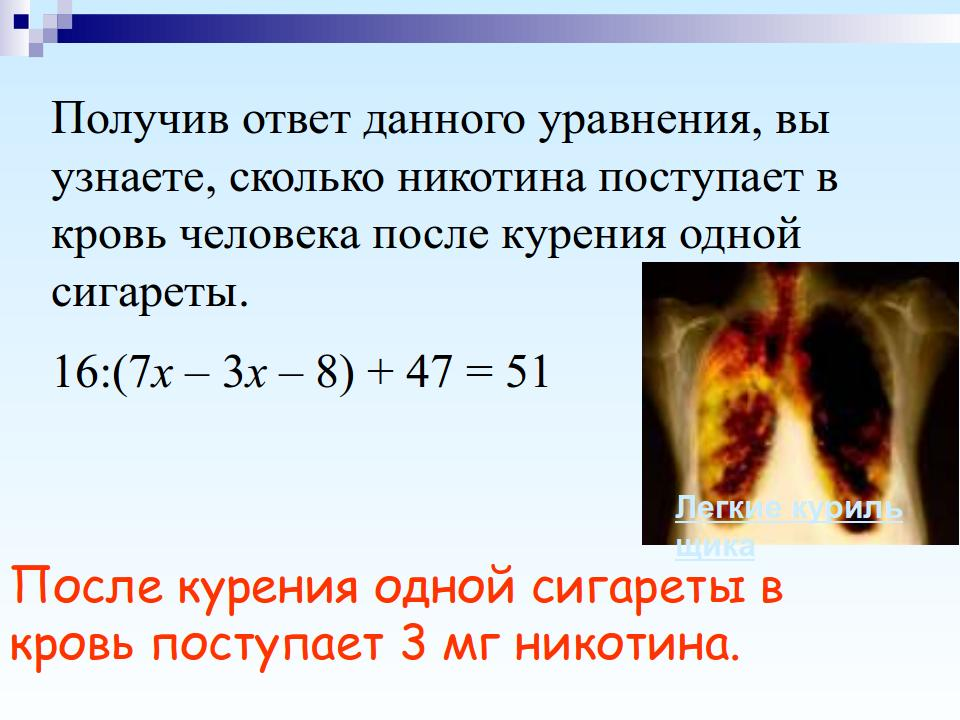 Получив ответ данного уравнения, вы
узнаете, сколько никотина поступает в
кровь человека после курения одной
сигареты.
16:(7x – 3x – 8) + 47 = 51
Легкие куриль
щика
После курения одной сигареты в
кровь поступает 3 мг никотина.